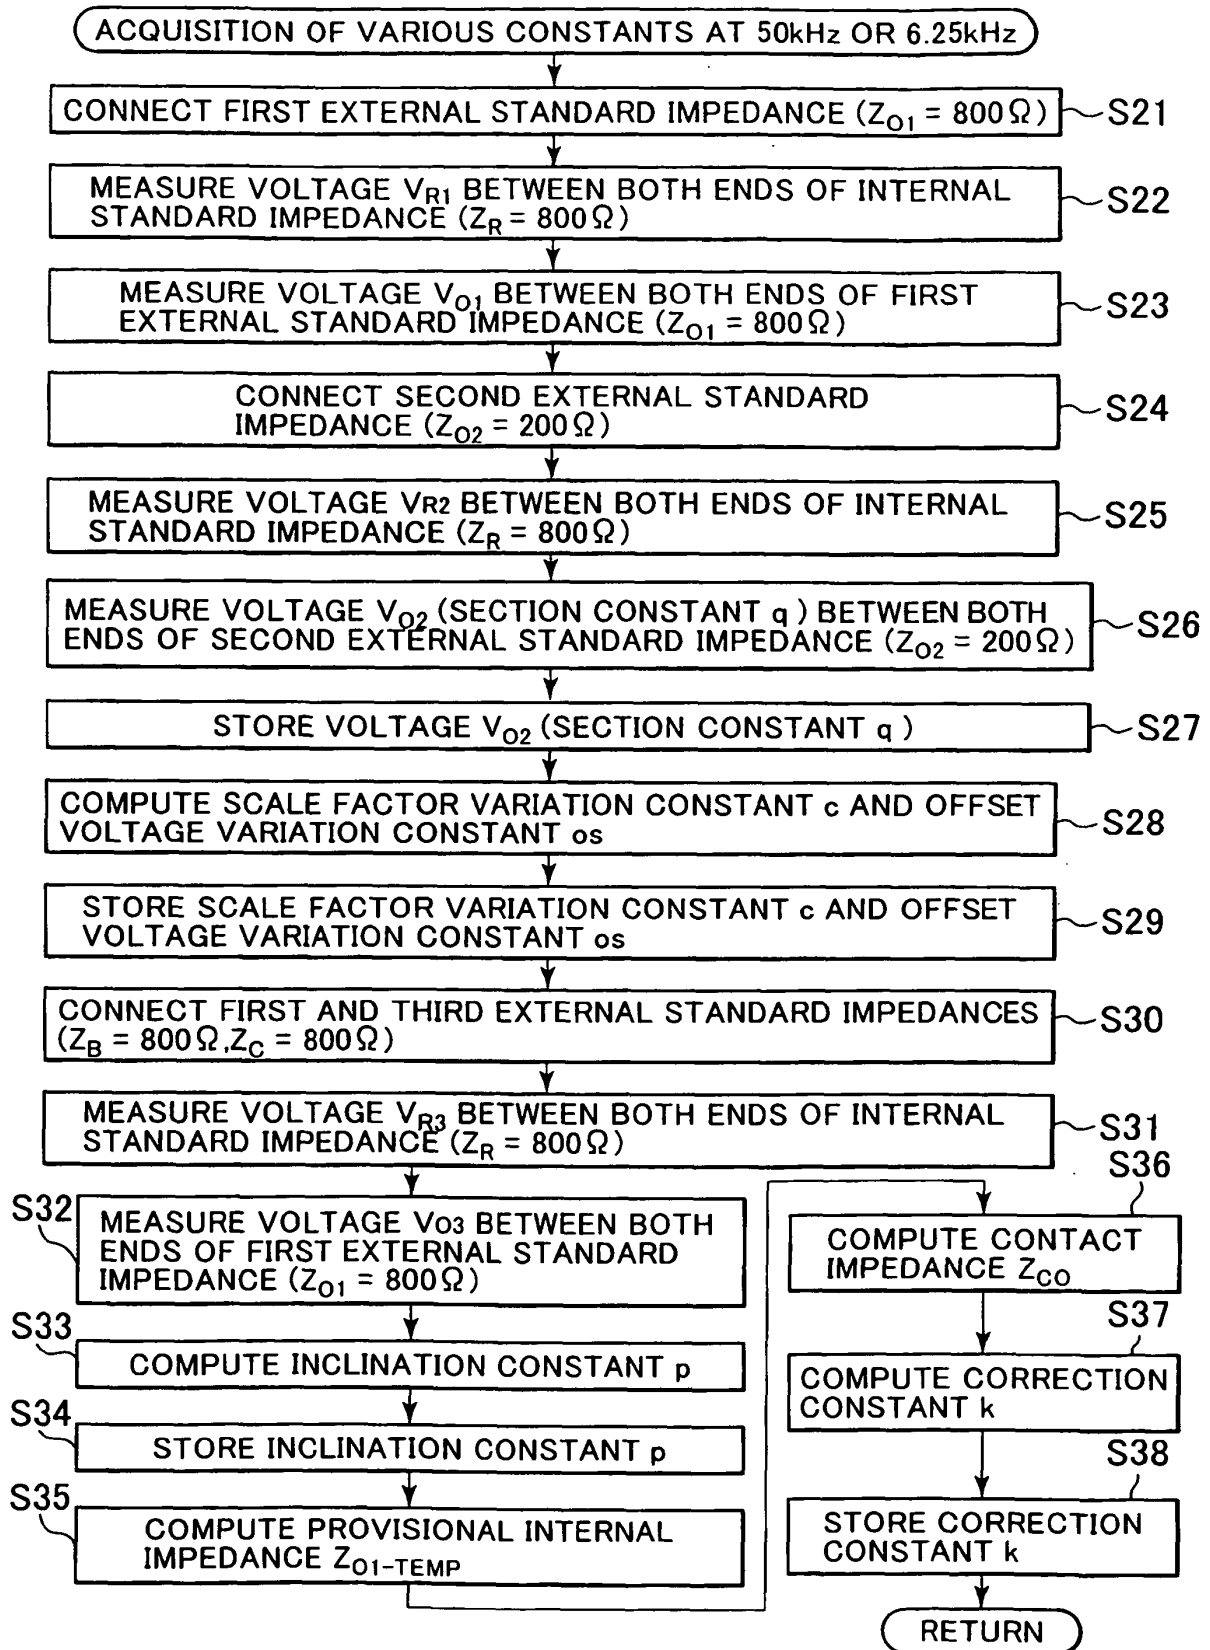 ACQUISITION OF VARIOUS CONSTANTS AT 50kHz OR 6.25kHz
CONNECT FIRST EXTERNAL STANDARD IMPEDANCE (ZO1 = 800Ω)
S21
MEASURE VOLTAGE VR1 BETWEEN BOTH ENDS OF INTERNAL
STANDARD IMPEDANCE (ZR = 800Ω)
S22
MEASURE VOLTAGE VO1 BETWEEN BOTH ENDS OF FIRST
EXTERNAL STANDARD IMPEDANCE (ZO1 = 800Ω)
S23
CONNECT SECOND EXTERNAL STANDARD
IMPEDANCE (ZO2 = 200Ω)
S24
MEASURE VOLTAGE VR2 BETWEEN BOTH ENDS OF INTERNAL
STANDARD IMPEDANCE (ZR = 800Ω)
S25
MEASURE VOLTAGE VO2 (SECTION CONSTANT q) BETWEEN BOTH
ENDS OF SECOND EXTERNAL STANDARD IMPEDANCE (ZO2 = 200Ω)
S26
STORE VOLTAGE VO2 (SECTION CONSTANT q)
S27
COMPUTE SCALE FACTOR VARIATION CONSTANT c AND OFFSET
VOLTAGE VARIATION CONSTANT os
S28
STORE SCALE FACTOR VARIATION CONSTANT c AND OFFSET
VOLTAGE VARIATION CONSTANT os
S29
CONNECT FIRST AND THIRD EXTERNAL STANDARD IMPEDANCES
(ZB = 800Ω, ZC = 800Ω)
S30
MEASURE VOLTAGE VR3 BETWEEN BOTH ENDS OF INTERNAL
STANDARD IMPEDANCE (ZR = 800Ω)
S31
S32
MEASURE VOLTAGE VO3 BETWEEN BOTH
ENDS OF FIRST EXTERNAL STANDARD
IMPEDANCE (ZO1 = 800Ω)
S33
COMPUTE INCLINATION CONSTANT p
S34
STORE INCLINATION CONSTANT p
S35
COMPUTE PROVISIONAL INTERNAL
IMPEDANCE ZO1-TEMP
S36
COMPUTE CONTACT
IMPEDANCE ZCO
S37
COMPUTE CORRECTION
CONSTANT k
S38
STORE CORRECTION
CONSTANT k
RETURN